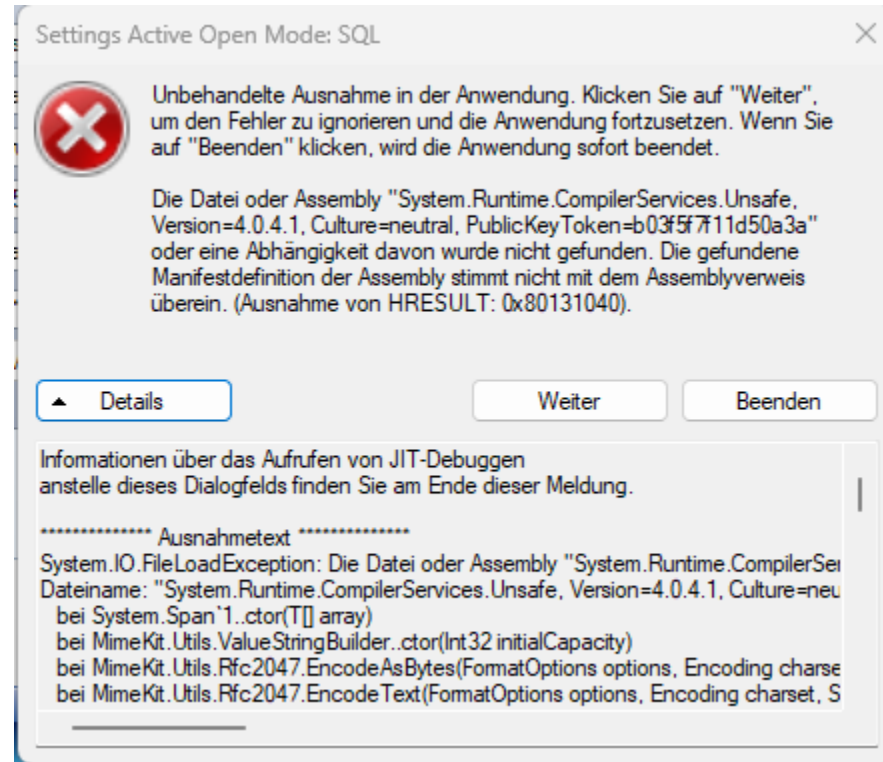 Settings Active Open Mode: SQL
Unbehandelte Ausnahme in der Anwendung. Klicken Sie auf "Weiter",
um den Fehler zu ignorieren und die Anwendung fortzusetzen. Wenn Sie
auf "Beenden" klicken, wird die Anwendung sofort beendet.
Die Datei oder Assembly "System.Runtime.CompilerServices.Unsafe,
Version=4.0.4.1, Culture=neutral, PublicKeyToken=b03f5f7f11d50a3a"
oder eine Abhängigkeit davon wurde nicht gefunden. Die gefundene
Manifestdefinition der Assembly stimmt nicht mit dem Assemblyverweis
überein. (Ausnahme von HRESULT: 0x80131040).
Details
Weiter
Beenden
Informationen über das Aufrufen von JIT-Debuggen
anstelle dieses Dialogfelds finden Sie am Ende dieser Meldung.
************** Ausnahmetext **************
System.IO.FileLoadException: Die Datei oder Assembly "System.Runtime.CompilerSer
Dateiname: "System.Runtime.CompilerServices.Unsafe, Version=4.0.4.1, Culture=neu
bei System.Span`1..ctor(T[] array)
bei MimeKit.Utils.ValueStringBuilder..ctor(Int32 initialCapacity)
bei MimeKit.Utils.Rfc2047.EncodeAsBytes(FormatOptions options, Encoding charse
bei MimeKit.Utils.Rfc2047.EncodeText(FormatOptions options, Encoding charset, S